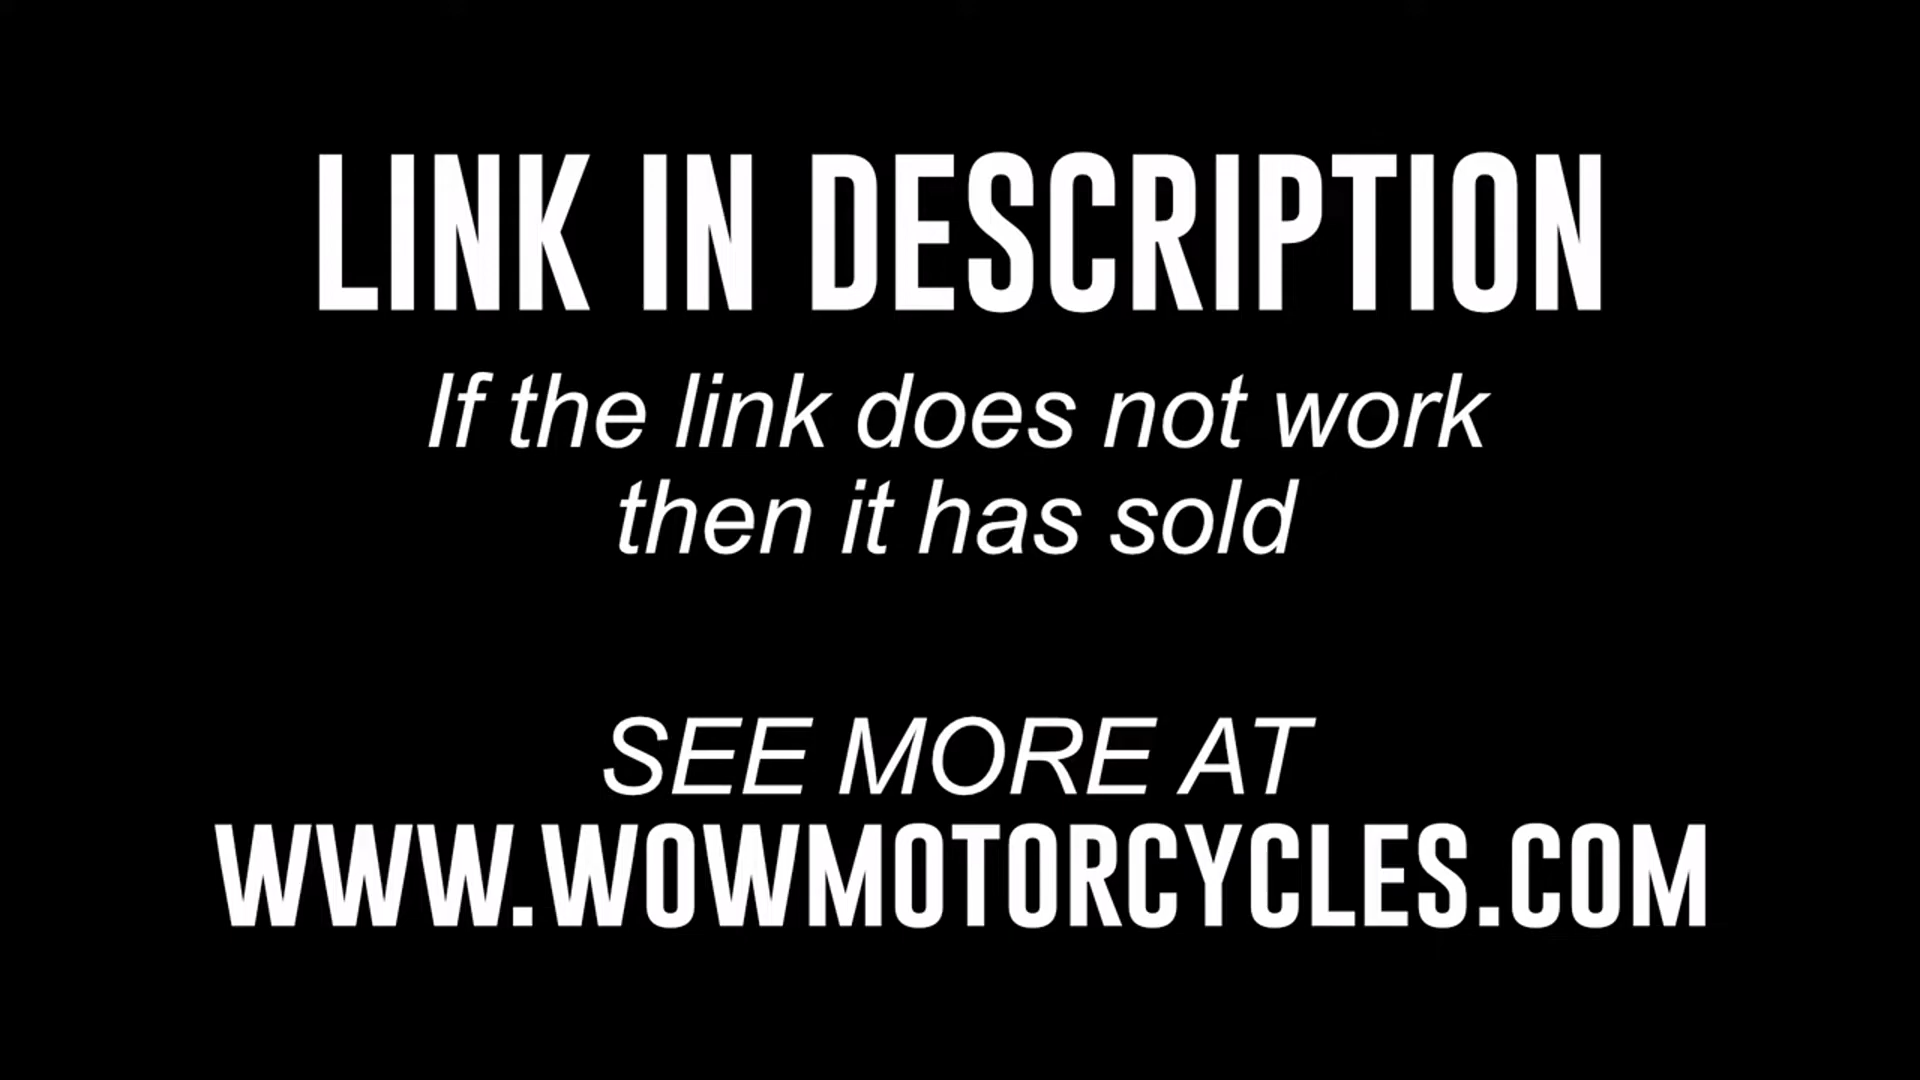 LINK IN DESCRIPTION
If the link does not work
then it has sold
SEE MORE AT
WWW.WOWMOTORCYCLES.COM